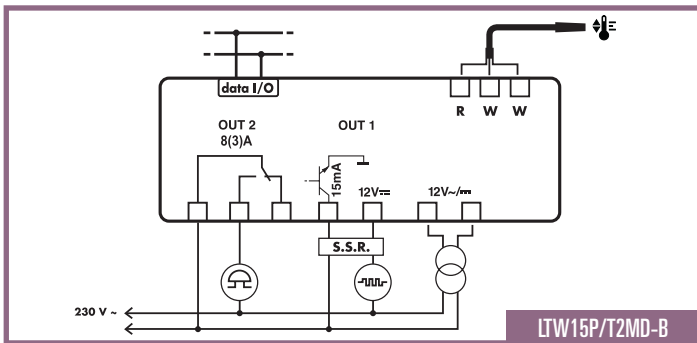 data I/O
R W W
OUT 2
8(3)A
OUT 1
15mA
12V⎓
12V~/⎓
S.S.R.
230 V ~
LTW15P/T2MD-B